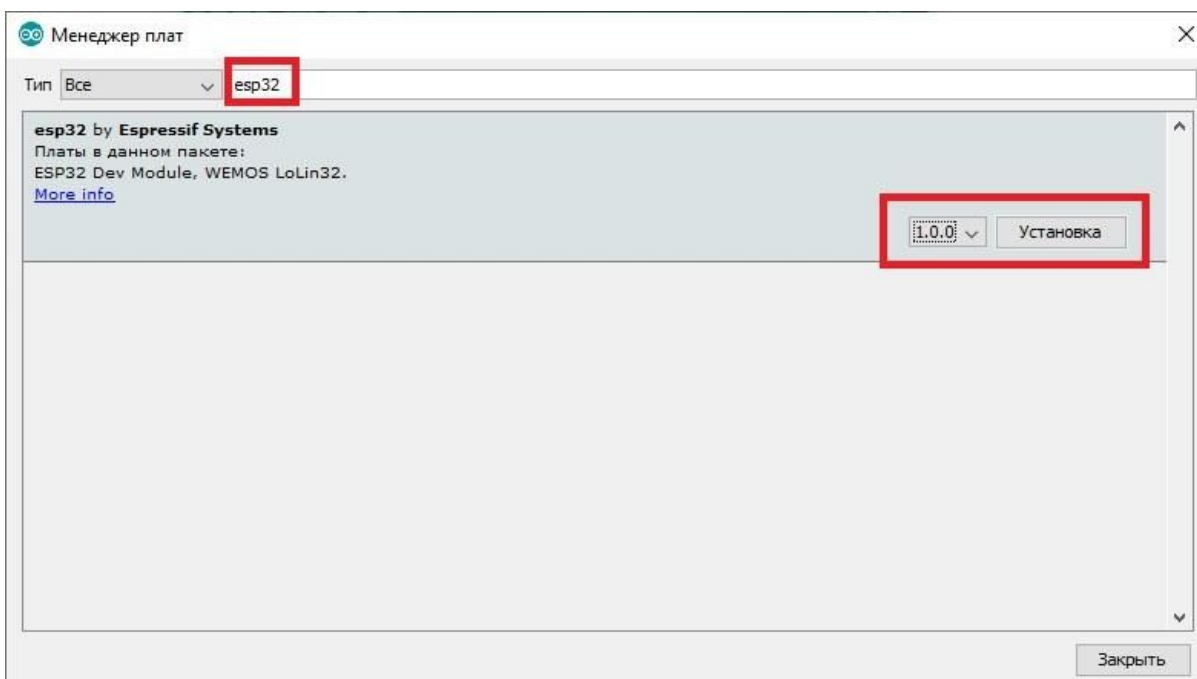 Менеджер плат
Тип Все esp32
esp32 by Espressif Systems
Платы в данном пакете:
ESP32 Dev Module, WEMOS LoLin32.
More info
1.0.0 Установка
Закрыть